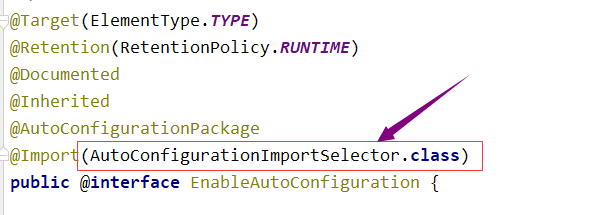 @Target(ElementType.TYPE)
@Retention(RetentionPolicy.RUNTIME)
@Documented
@Inherited
@AutoConfigurationPackage
@Import(AutoConfigurationImportSelector.class)
public @interface EnableAutoConfiguration {